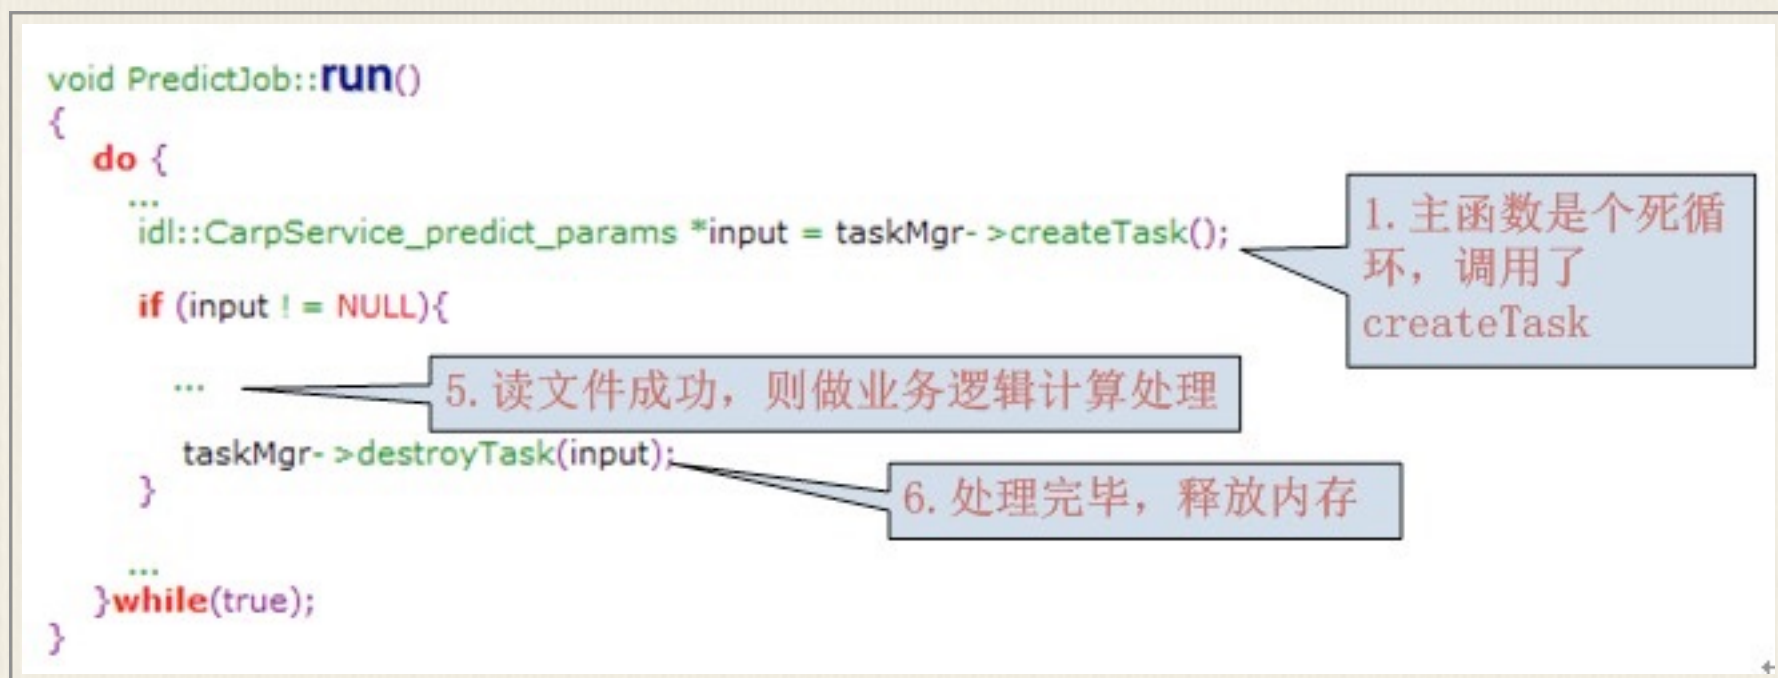 void PredictJob::run()
{
do {
...
idl::CarpService_predict_params *input = taskMgr- >createTask();
1. 主函数是个死循
环，调用了
createTask
if (input ! = NULL){
...
5. 读文件成功，则做业务逻辑计算处理
taskMgr- >destroyTask(input);
}
6. 处理完毕，释放内存
...
}while(true);
}